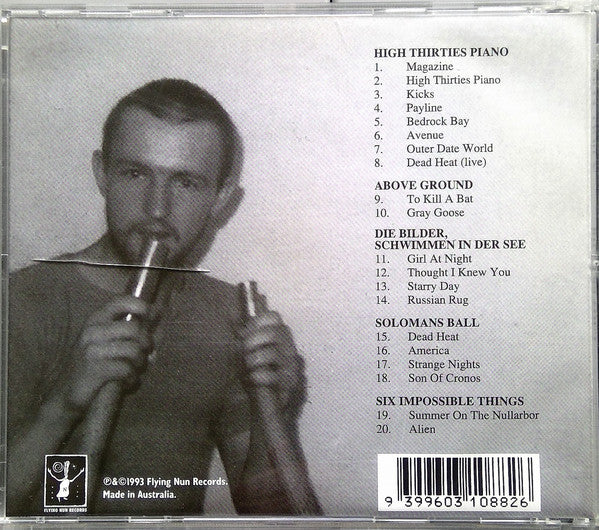 HIGH THIRTIES PIANO
1. Magazine
2. High Thirties Piano
3. Kicks
4. Payline
5. Bedrock Bay
6. Avenue
7. Outer Date World
8. Dead Heat (live)
ABOVE GROUND
9. To Kill A Bat
10. Gray Goose
DIE BILDER,
SCHWIMMEN IN DER SEE
11. Girl At Night
12. Thought I Knew You
13. Starry Day
14. Russian Rug
SOLOMANS BALL
15. Dead Heat
16. America
17. Strange Nights
18. Son Of Cronos
SIX IMPOSSIBLE THINGS
19. Summer On The Nullarbor
20. Alien
FLYING NUN RECORDS
℗&©1993 Flying Nun Records.
Made in Australia.
9 399603 108826